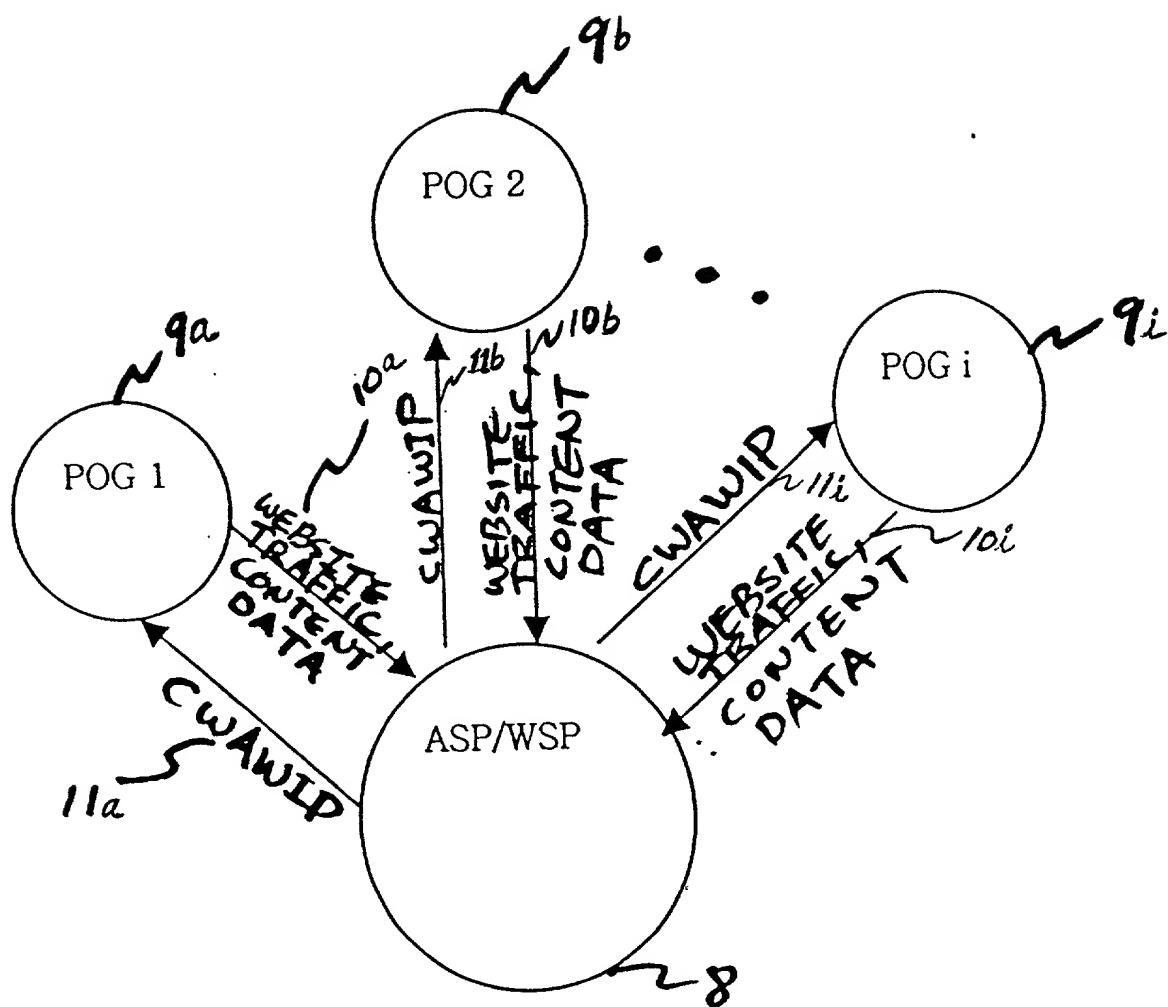 9b
POG 2
9a
10a
11b
10b
9i
POG 1
POG i
WEBSITE
TRAFFIC,
CONTENT
DATA
CWAWIP
WEBSITE
TRAFFIC,
CONTENT
DATA
CWAWIP
11i
10i
WEBSITE
TRAFFIC,
CONTENT
DATA
CWAWIP
11a
ASP/WSP
8